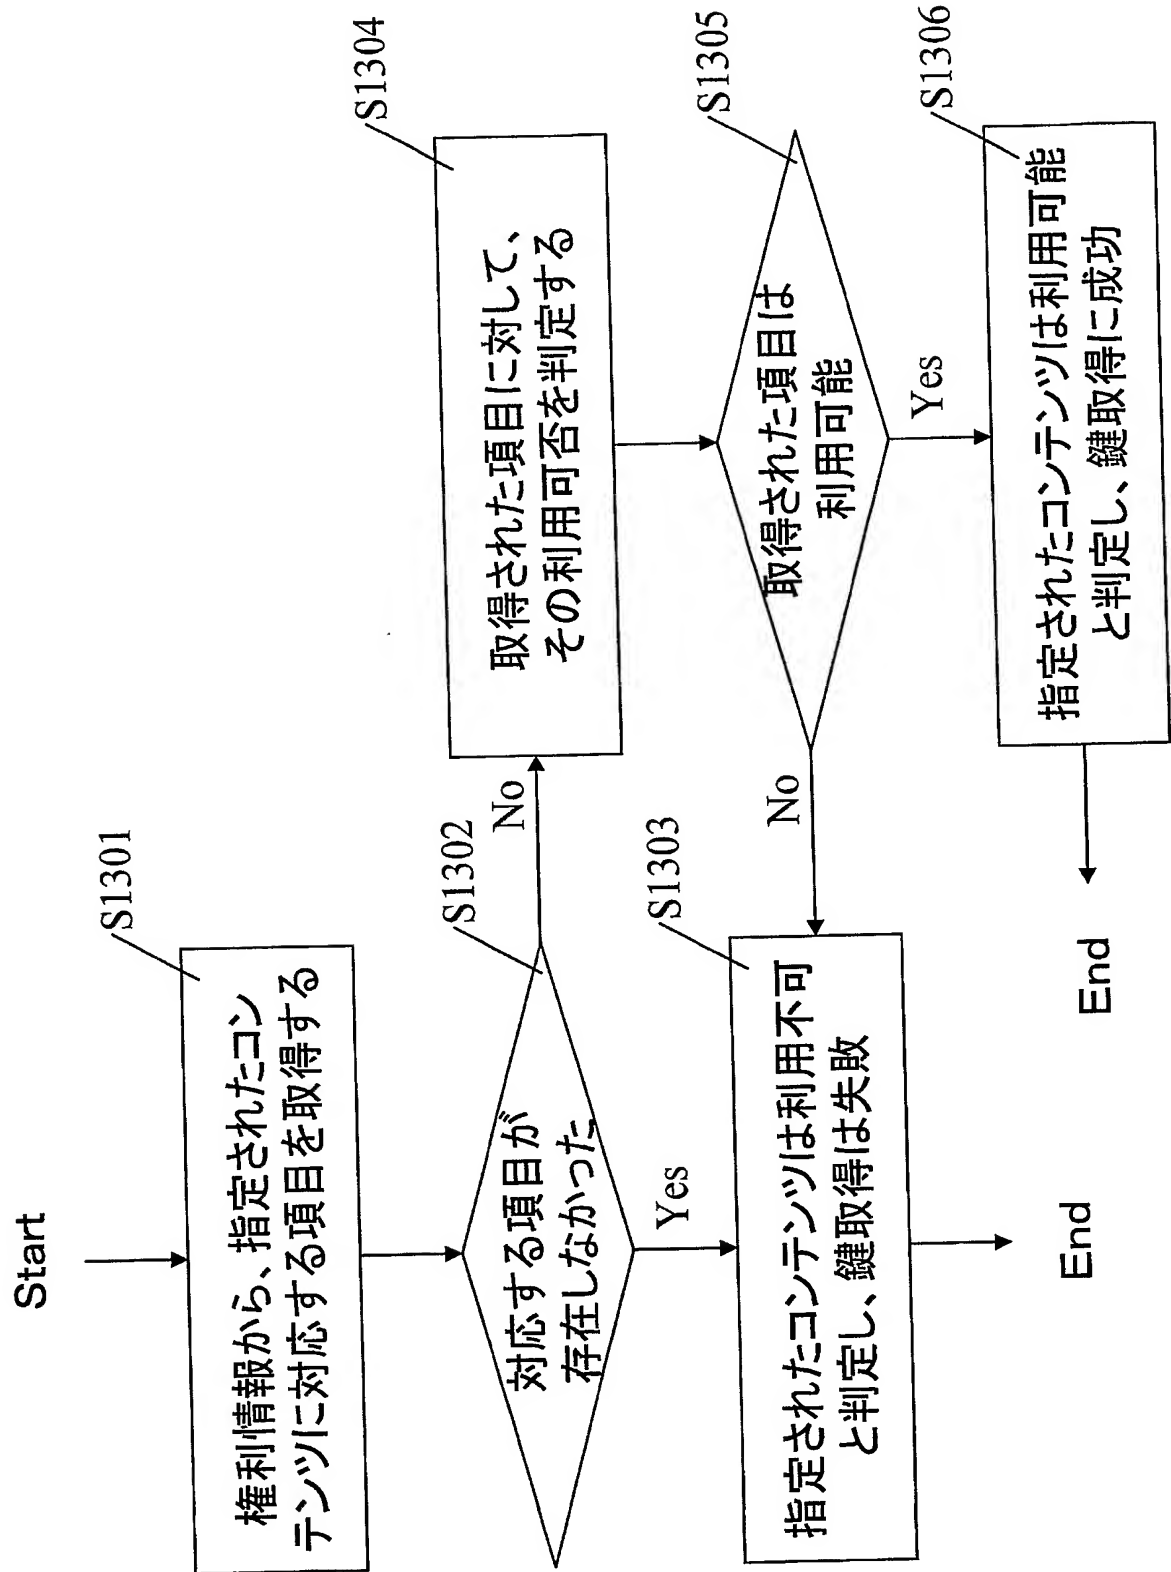 Start
S1301
権利情報から、指定されたコン
テンツに対応する項目を取得する
S1302
対応する項目が
存在しなかった
No
Yes
S1303
指定されたコンテンツは利用不可
と判定し、鍵取得は失敗
End
S1304
取得された項目に対して、
その利用可否を判定する
S1305
取得された項目は
利用可能
No
Yes
S1306
指定されたコンテンツは利用可能
と判定し、鍵取得に成功
End